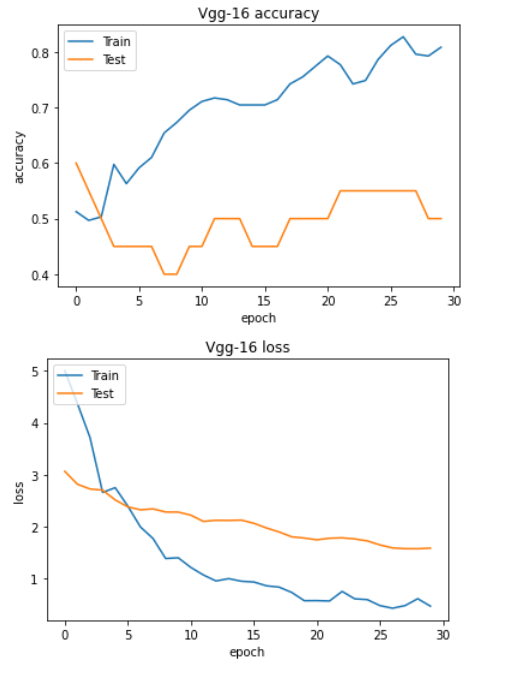 Vgg-16 accuracy
Train
Test
0.8
0.7
0.6
0.5
0.4
accuracy
0 5 10 15 20 25 30
epoch
Vgg-16 loss
Train
Test
5
4
3
2
1
loss
0 5 10 15 20 25 30
epoch